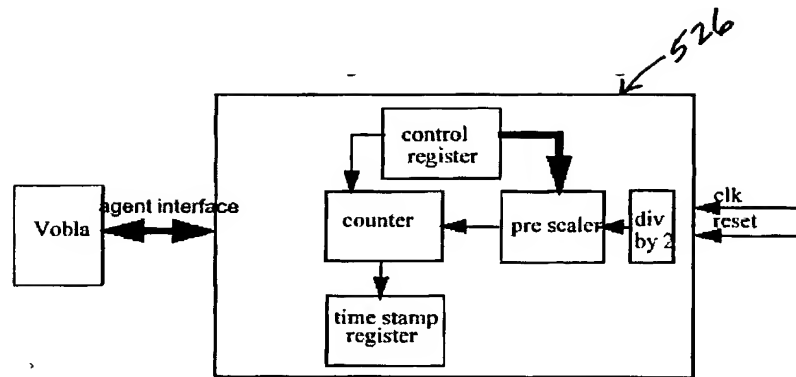 526
control
register
agent interface
Vobla
counter
pre scaler
div
by 2
clk
reset
time stamp
register